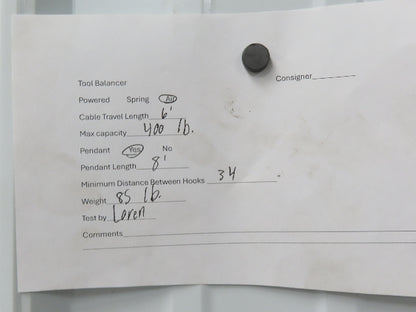 Tool Balancer
Consigner
Powered Spring Air
Cable Travel Length 6'
Max capacity 400 lb.
Pendant Yes No
Pendant Length 8'
Minimum Distance Between Hooks 34
Weight 85 lb.
Test by Loren
Comments